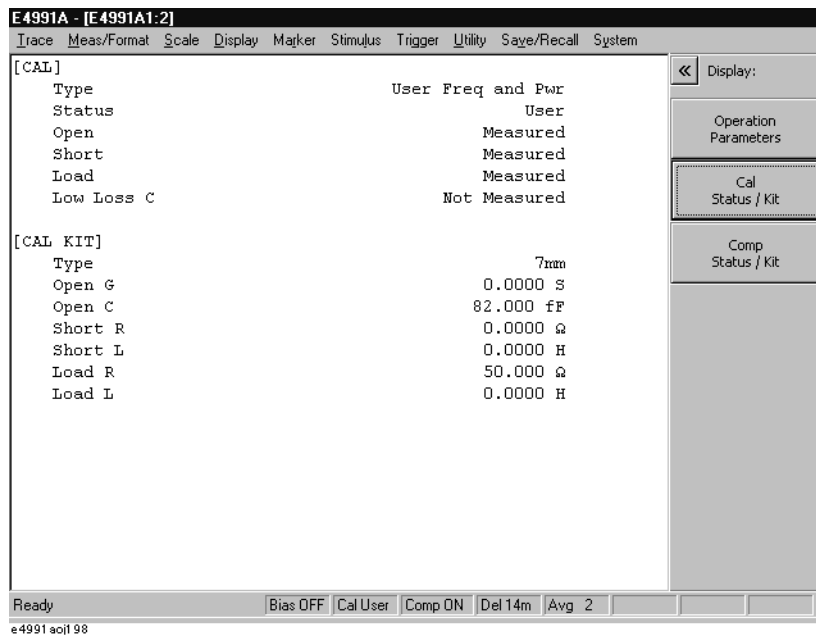 E4991A - [E4991A1:2]
Trace Meas/Format Scale Display Marker Stimulus Trigger Utility Save/Recall System
[CAL]
Type User Freq and Pwr
Status User
Open Measured
Short Measured
Load Measured
Low Loss C Not Measured
[CAL KIT]
Type 7mm
Open G 0.0000 S
Open C 82.000 fF
Short R 0.0000 Ω
Short L 0.0000 H
Load R 50.000 Ω
Load L 0.0000 H
« Display:
Operation
Parameters
Cal
Status / Kit
Comp
Status / Kit
Ready Bias OFF Cal User Comp ON Del 14m Avg 2
e4991aoj198